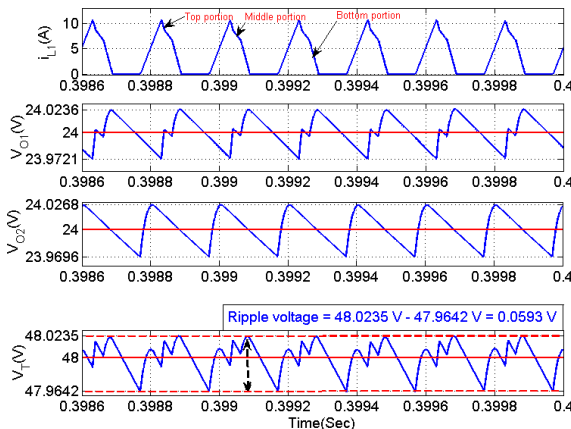 10
5
0
i_L1(A)
Top portion
Middle portion
Bottom portion
0.3986 0.3988 0.399 0.3992 0.3994 0.3996 0.3998 0.4
24.0236
24
23.9721
V_O1(V)
0.3986 0.3988 0.399 0.3992 0.3994 0.3996 0.3998 0.4
24.0268
24
23.9696
V_O2(V)
0.3986 0.3988 0.399 0.3992 0.3994 0.3996 0.3998 0.4
Ripple voltage = 48.0235 V - 47.9642 V = 0.0593 V
48.0235
48
47.9642
V_T(V)
0.3986 0.3988 0.399 0.3992 0.3994 0.3996 0.3998 0.4
Time(Sec)